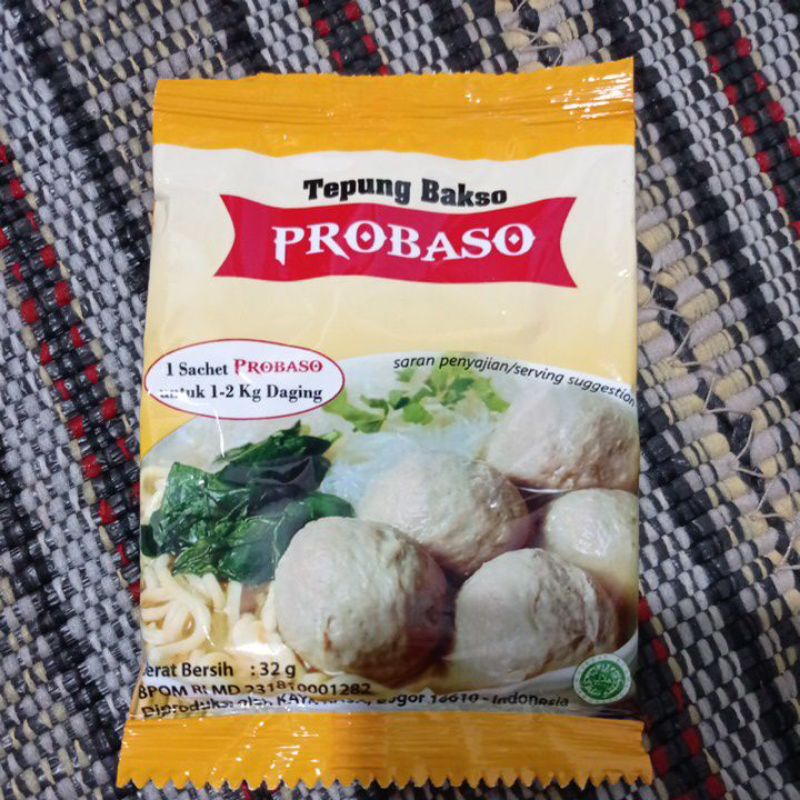 Tepung Bakso
PROBASO
1 Sachet PROBASO
untuk 1-2 Kg Daging
saran penyajian/serving suggestion
Berat Bersih : 32 g
BPOM RI MD 231810001282
Bogor 16610 - Indonesia